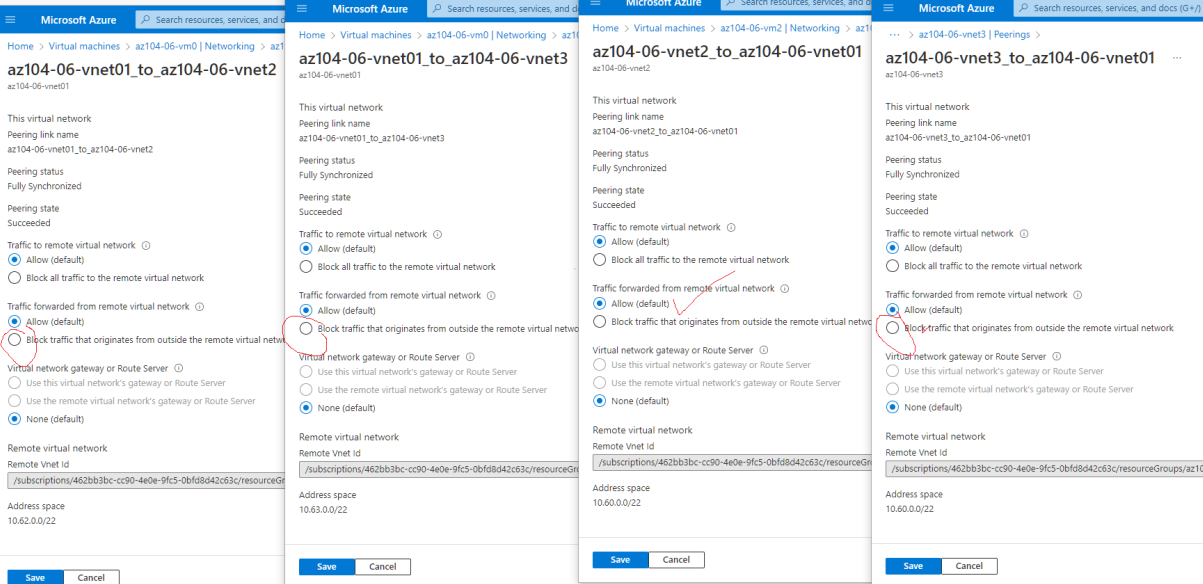 Microsoft Azure
Search resources, services, and d
Home > Virtual machines > az104-06-vm0 | Networking > az1
az104-06-vnet01_to_az104-06-vnet2
az104-06-vnet01
This virtual network
Peering link name
az104-06-vnet01_to_az104-06-vnet2
Peering status
Fully Synchronized
Peering state
Succeeded
Traffic to remote virtual network
Allow (default)
Block all traffic to the remote virtual network
Traffic forwarded from remote virtual network
Allow (default)
Block traffic that originates from outside the remote virtual netw
Virtual network gateway or Route Server
Use this virtual network's gateway or Route Server
Use the remote virtual network's gateway or Route Server
None (default)
Remote virtual network
Remote Vnet Id
/subscriptions/462bb3bc-cc90-4e0e-9fc5-0bfd8d42c63c/resourceGr
Address space
10.62.0.0/22
Save
Cancel
Microsoft Azure
Search resources, services, and d
Home > Virtual machines > az104-06-vm0 | Networking > az10
az104-06-vnet01_to_az104-06-vnet3
az104-06-vnet01
This virtual network
Peering link name
az104-06-vnet01_to_az104-06-vnet3
Peering status
Fully Synchronized
Peering state
Succeeded
Traffic to remote virtual network
Allow (default)
Block all traffic to the remote virtual network
Traffic forwarded from remote virtual network
Allow (default)
Block traffic that originates from outside the remote virtual netwo
Virtual network gateway or Route Server
Use this virtual network's gateway or Route Server
Use the remote virtual network's gateway or Route Server
None (default)
Remote virtual network
Remote Vnet Id
/subscriptions/462bb3bc-cc90-4e0e-9fc5-0bfd8d42c63c/resourceGro
Address space
10.63.0.0/22
Save
Cancel
Microsoft Azure
Search resources, services, and do
Home > Virtual machines > az104-06-vm2 | Networking > az10
az104-06-vnet2_to_az104-06-vnet01
az104-06-vnet2
This virtual network
Peering link name
az104-06-vnet2_to_az104-06-vnet01
Peering status
Fully Synchronized
Peering state
Succeeded
Traffic to remote virtual network
Allow (default)
Block all traffic to the remote virtual network
Traffic forwarded from remote virtual network
Allow (default)
Block traffic that originates from outside the remote virtual netwo
Virtual network gateway or Route Server
Use this virtual network's gateway or Route Server
Use the remote virtual network's gateway or Route Server
None (default)
Remote virtual network
Remote Vnet Id
/subscriptions/462bb3bc-cc90-4e0e-9fc5-0bfd8d42c63c/resourceGro
Address space
10.60.0.0/22
Save
Cancel
Microsoft Azure
Search resources, services, and docs (G+/)
... > az104-06-vnet3 | Peerings >
az104-06-vnet3_to_az104-06-vnet01 ...
az104-06-vnet3
This virtual network
Peering link name
az104-06-vnet3_to_az104-06-vnet01
Peering status
Fully Synchronized
Peering state
Succeeded
Traffic to remote virtual network
Allow (default)
Block all traffic to the remote virtual network
Traffic forwarded from remote virtual network
Allow (default)
Block traffic that originates from outside the remote virtual network
Virtual network gateway or Route Server
Use this virtual network's gateway or Route Server
Use the remote virtual network's gateway or Route Server
None (default)
Remote virtual network
Remote Vnet Id
/subscriptions/462bb3bc-cc90-4e0e-9fc5-0bfd8d42c63c/resourceGroups/az10
Address space
10.60.0.0/22
Save
Cancel